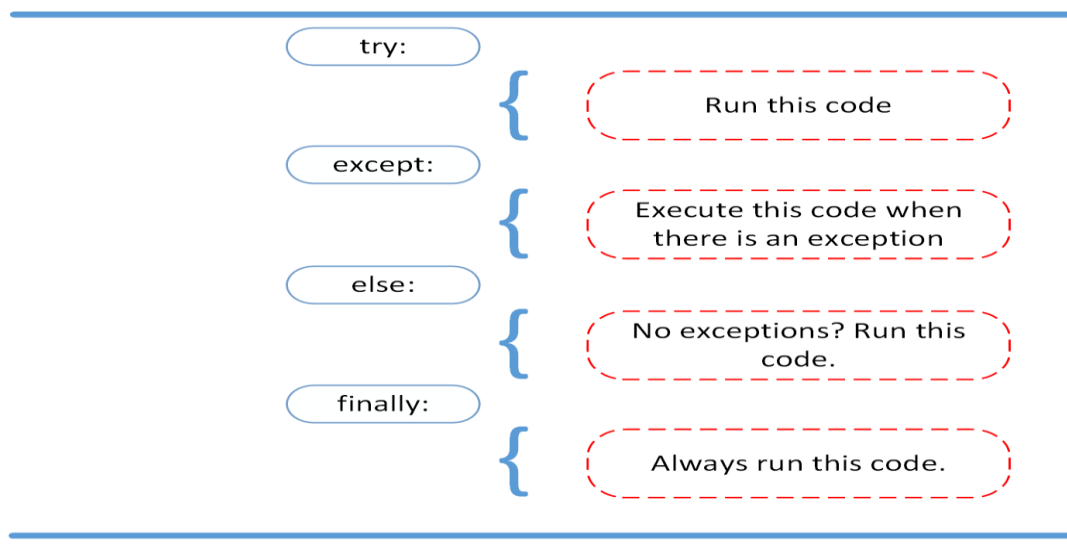 try:
Run this code
except:
Execute this code when
there is an exception
else:
No exceptions? Run this
code.
finally:
Always run this code.